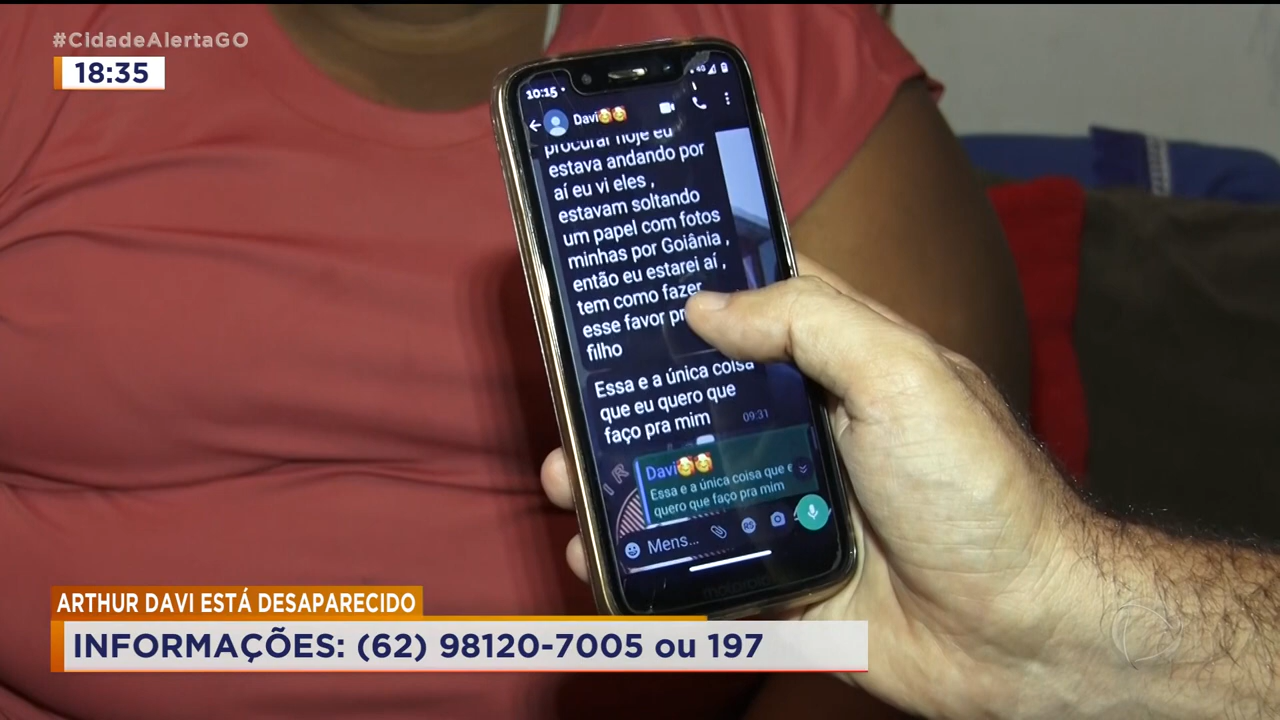 #CidadeAlertaGO
18:35
10:15
Davi🥰🥰
procurar hoje eu
estava andando por
aí eu vi eles ,
estavam soltando
um papel com fotos
minhas por Goiânia ,
então eu estarei aí ,
tem como fazer
esse favor
filho
Essa e a única coisa
que eu quero que
faço pra mim
09:31
Davi🥰🥰
Essa e a única coisa que
quero que faço pra mim
Mens...
motorola
ARTHUR DAVI ESTÁ DESAPARECIDO
INFORMAÇÕES: (62) 98120-7005 ou 197